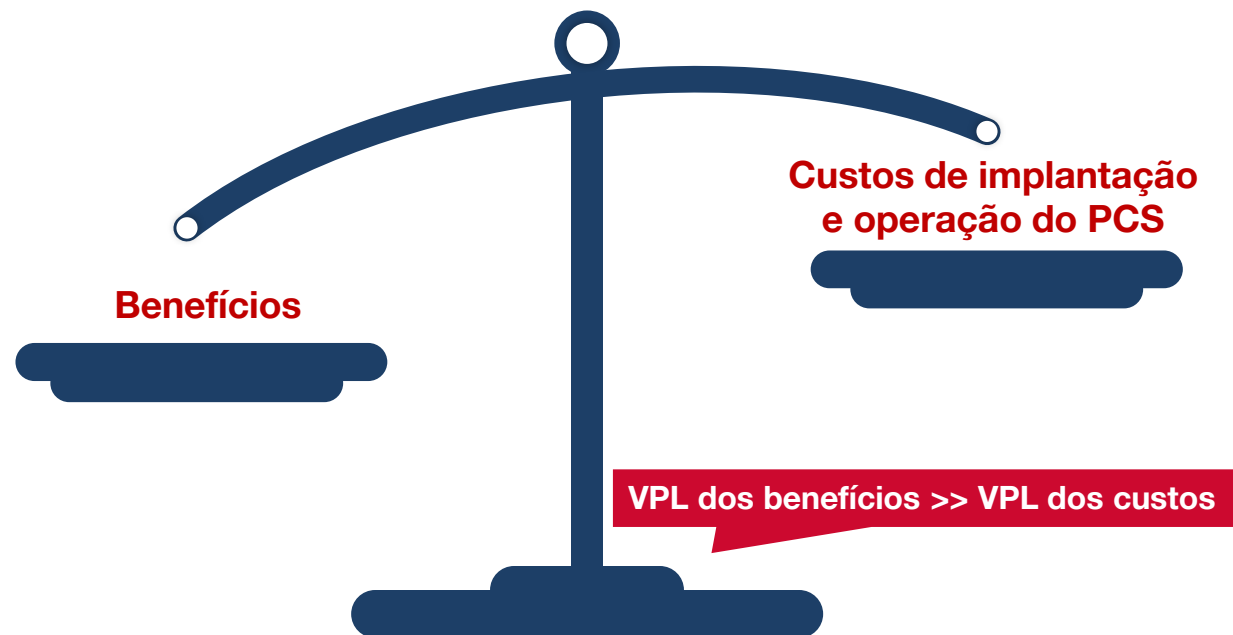 Custos de implantação
e operação do PCS
Benefícios
VPL dos benefícios >> VPL dos custos